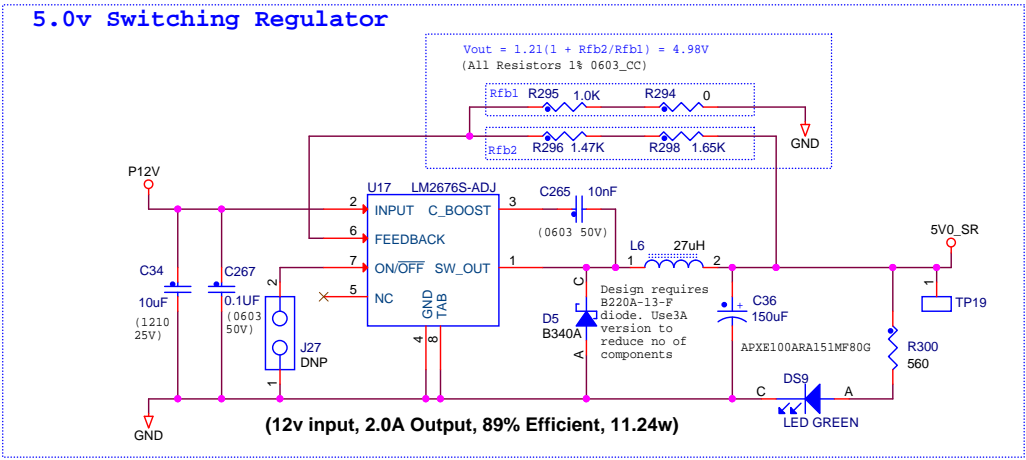 5.0v Switching Regulator
Vout = 1.21(1 + Rfb2/Rfb1) = 4.98V
(All Resistors 1% 0603_CC)
Rfb1 R295 1.0K R294 0
GND
Rfb2
R296 1.47K R298 1.65K
P12V
U17 LM2676S-ADJ
C265 10nF
2 INPUT C_BOOST 3
(0603 50V)
6 FEEDBACK
5V0_SR
L6 27uH
7 ON/OFF SW_OUT 1
1 2
C34 C267
10uF 0.1UF
(1210 25V)
(0603 50V)
5 NC
GND
TAB
4
8
2
J27
DNP
1
C
D5
B340A
A
Design requires
B220A-13-F
diode. Use3A
version to
reduce no of
components
+
C36
150uF
APXE100ARA151MF80G
1
TP19
R300
560
DS9
C A
LED GREEN
GND
(12v input, 2.0A Output, 89% Efficient, 11.24w)